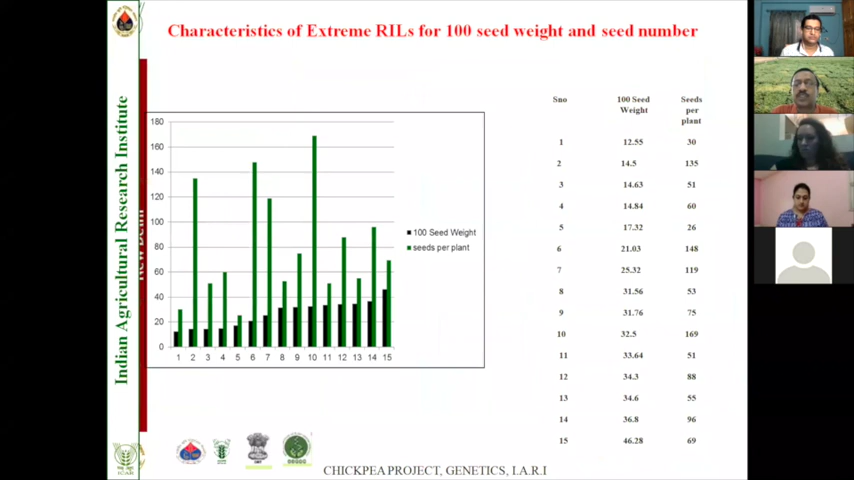 Characteristics of Extreme RILs for 100 seed weight and seed number
Indian Agricultural Research Institute
New Delhi
180
160
140
120
100
80
60
40
20
0
1 2 3 4 5 6 7 8 9 10 11 12 13 14 15
100 Seed Weight
seeds per plant
Sno 100 Seed Weight Seeds per plant
1 12.55 30
2 14.5 135
3 14.63 51
4 14.84 60
5 17.32 26
6 21.03 148
7 25.32 119
8 31.56 53
9 31.76 75
10 32.5 169
11 33.64 51
12 34.3 88
13 34.6 55
14 36.8 96
15 46.28 69
ICAR
CHICKPEA PROJECT, GENETICS, I.A.R.I